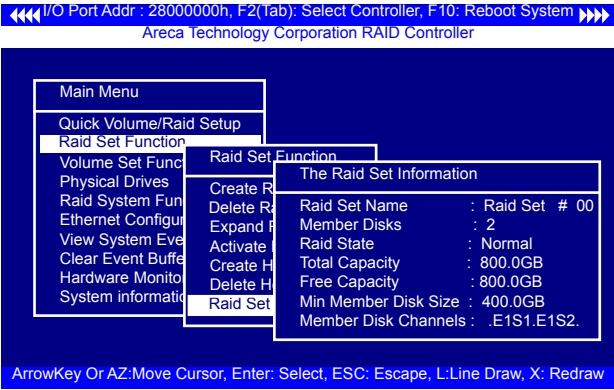 I/O Port Addr : 28000000h, F2(Tab): Select Controller, F10: Reboot System
Areca Technology Corporation RAID Controller
Main Menu
Quick Volume/Raid Setup
Raid Set Function
Volume Set Func
Physical Drives
Raid System Fun
Ethernet Configur
View System Eve
Clear Event Buffe
Hardware Monito
System informatio
Raid Set Function
Create R
Delete Ra
Expand R
Activate
Create H
Delete Ho
Raid Set
The Raid Set Information
Raid Set Name : Raid Set # 00
Member Disks : 2
Raid State : Normal
Total Capacity : 800.0GB
Free Capacity : 800.0GB
Min Member Disk Size : 400.0GB
Member Disk Channels : .E1S1.E1S2.
ArrowKey Or AZ:Move Cursor, Enter: Select, ESC: Escape, L:Line Draw, X: Redraw